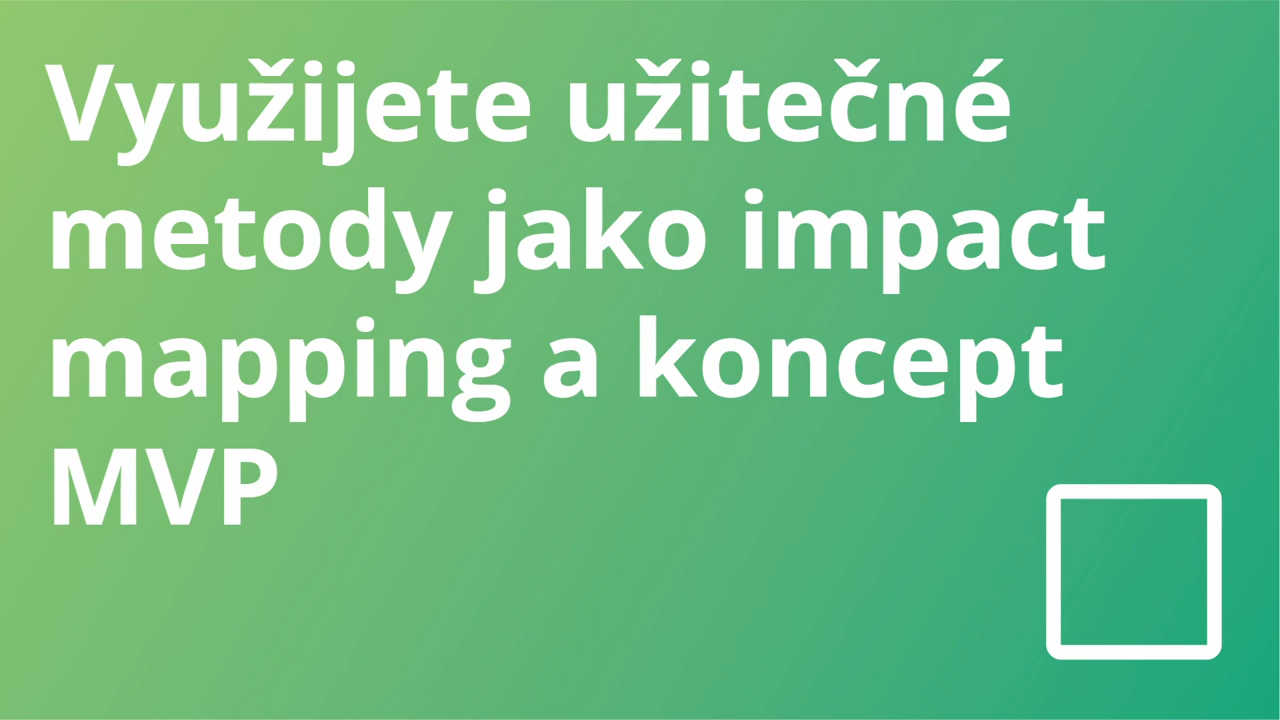 Využijete užitečné
metody jako impact
mapping a koncept
MVP